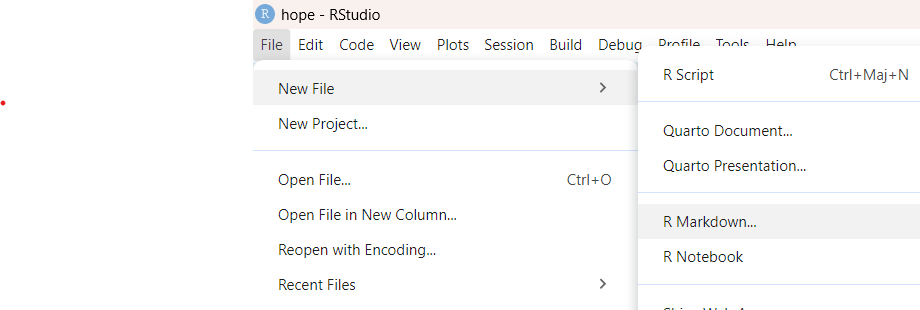 R hope - RStudio
File Edit Code View Plots Session Build Debug Profile Tools Help
New File
New Project...
Open File... Ctrl+O
Open File in New Column...
Reopen with Encoding...
Recent Files
R Script Ctrl+Maj+N
Quarto Document...
Quarto Presentation...
R Markdown...
R Notebook